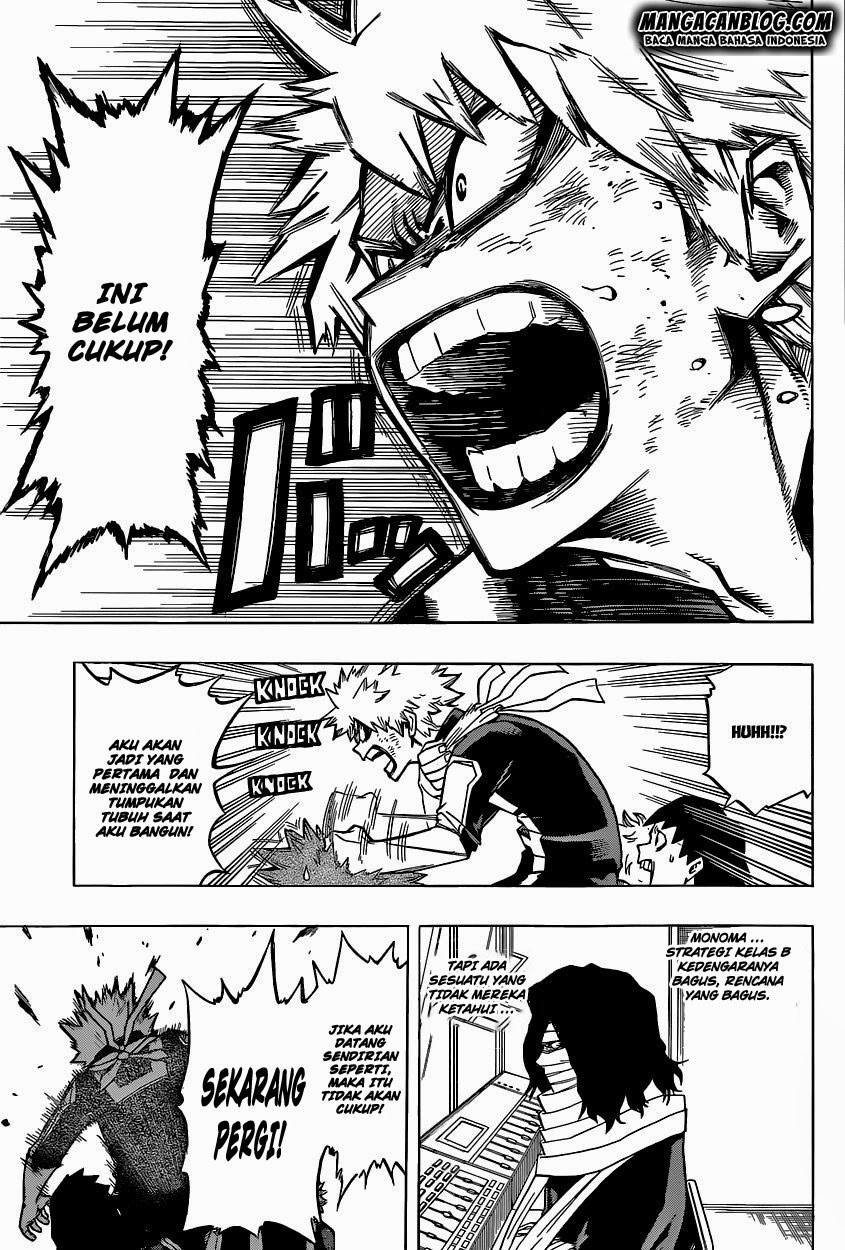 MANGACANBLOG.COM
BACA MANGA BAHASA INDONESIA
INI
BELUM
CUKUP!
HUHH!!?
KNOCK
KNOCK
KNOCK
AKU AKAN
JADI YANG
PERTAMA DAN
MENINGGALKAN
TUMPUKAN
TUBUH SAAT
AKU BANGUN!
MONOMA ...
STRATEGI KELAS B
KEDENGARANYA
BAGUS, RENCANA
YANG BAGUS.
TAPI ADA
SESUATU YANG
TIDAK MEREKA
KETAHUI ...
JIKA AKU
DATANG
SENDIRIAN
SEPERTI,
MAKA ITU
TIDAK AKAN
CUKUP!
SEKARANG
PERGI!